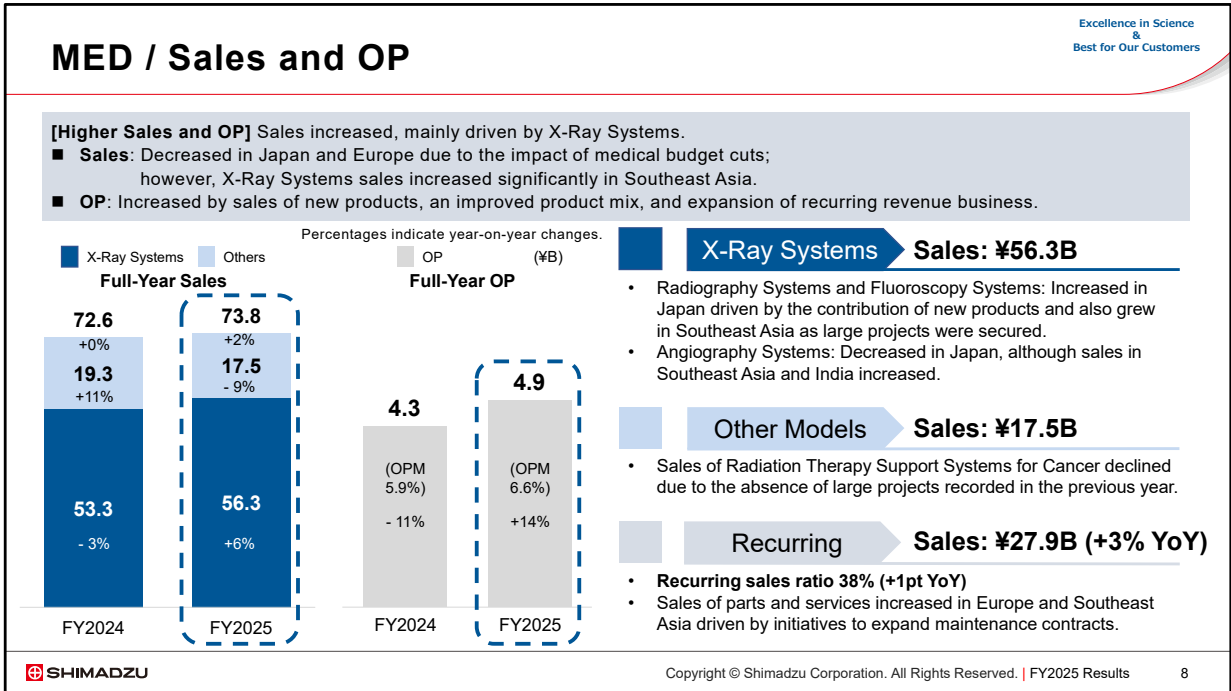 Excellence in Science
&
Best for Our Customers
MED / Sales and OP
[Higher Sales and OP] Sales increased, mainly driven by X-Ray Systems.
■ Sales: Decreased in Japan and Europe due to the impact of medical budget cuts;
however, X-Ray Systems sales increased significantly in Southeast Asia.
■ OP: Increased by sales of new products, an improved product mix, and expansion of recurring revenue business.
Percentages indicate year-on-year changes.
X-Ray Systems Others
OP (¥B)
Full-Year Sales
Full-Year OP
72.6
+0%
19.3
+11%
53.3
- 3%
FY2024
73.8
+2%
17.5
- 9%
56.3
+6%
FY2025
4.3
(OPM
5.9%)
- 11%
FY2024
4.9
(OPM
6.6%)
+14%
FY2025
X-Ray Systems Sales: ¥56.3B
• Radiography Systems and Fluoroscopy Systems: Increased in
Japan driven by the contribution of new products and also grew
in Southeast Asia as large projects were secured.
• Angiography Systems: Decreased in Japan, although sales in
Southeast Asia and India increased.
Other Models Sales: ¥17.5B
• Sales of Radiation Therapy Support Systems for Cancer declined
due to the absence of large projects recorded in the previous year.
Recurring Sales: ¥27.9B (+3% YoY)
• Recurring sales ratio 38% (+1pt YoY)
• Sales of parts and services increased in Europe and Southeast
Asia driven by initiatives to expand maintenance contracts.
SHIMADZU
Copyright © Shimadzu Corporation. All Rights Reserved. | FY2025 Results 8